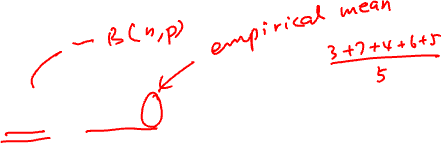 ~ B(n,p)
empirical mean
3+7+4+6+5
5